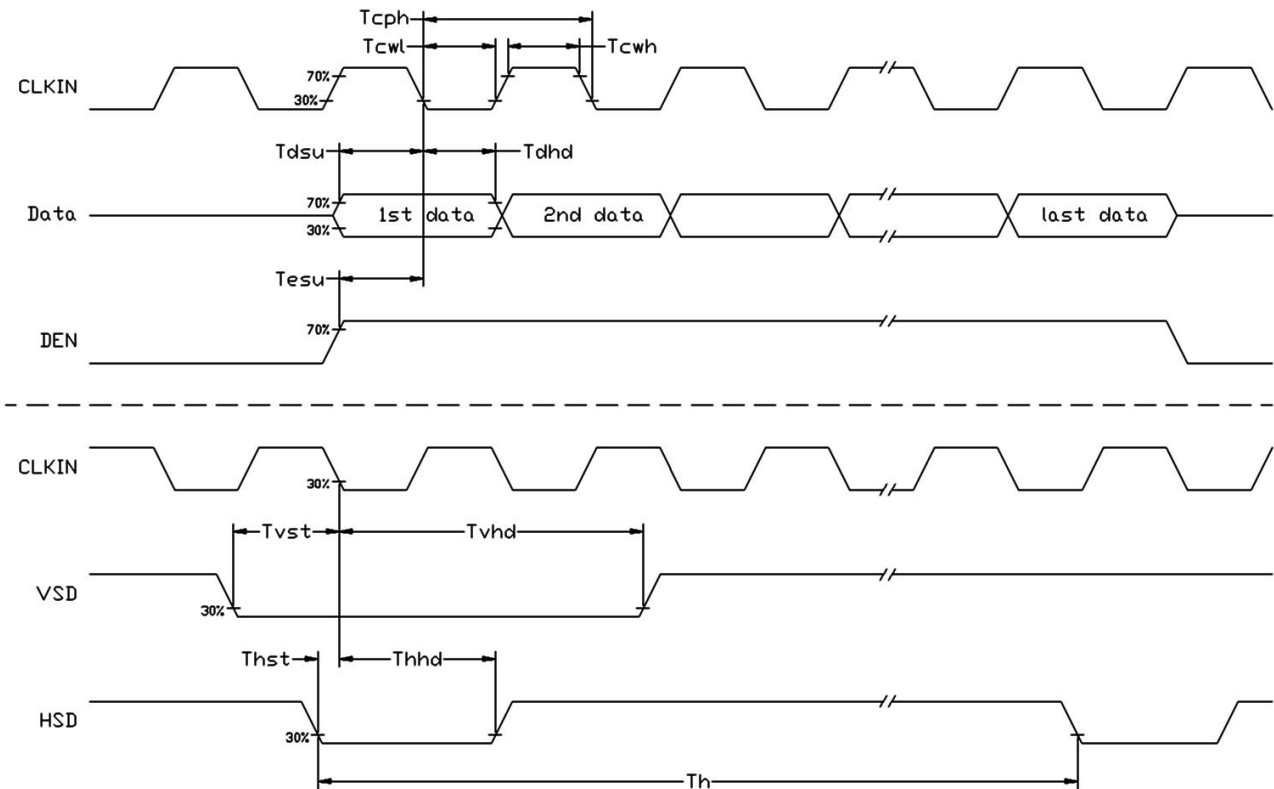 Tcph
Tcwl
Tcwh
CLKIN
70%
30%
Tdsu
Tdhd
Data
70%
30%
1st data
2nd data
last data
Tesu
DEN
70%
CLKIN
30%
Tvst
Tvhd
VSD
30%
Thst
Thhd
HSD
30%
Th